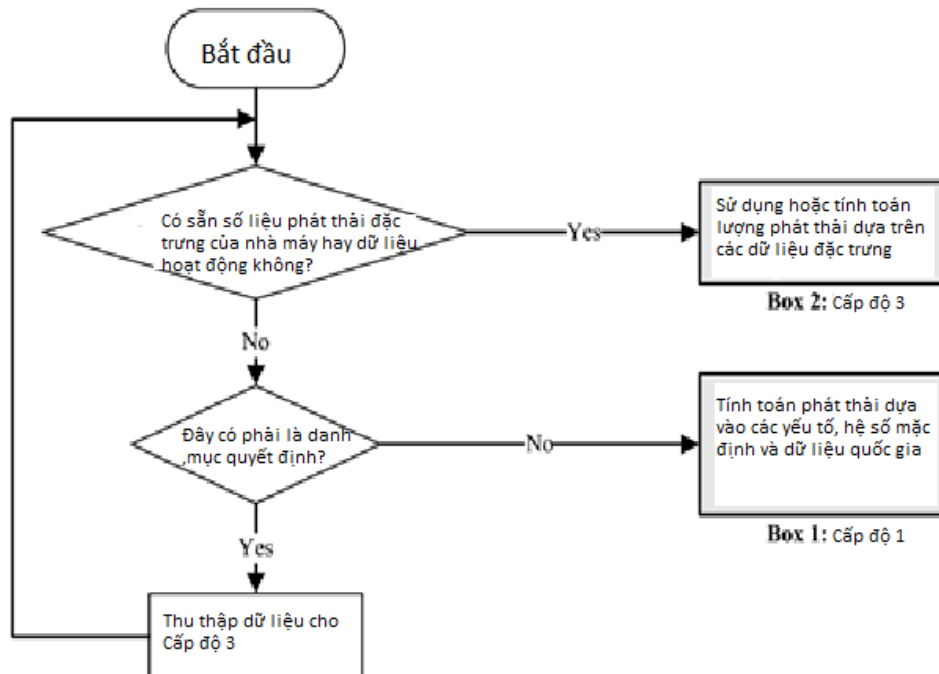 Bắt đầu
Có sẵn số liệu phát thải đặc
trưng của nhà máy hay dữ liệu
hoạt động không?
Yes
Sử dụng hoặc tính toán
lượng phát thải dựa trên
các dữ liệu đặc trưng
Box 2: Cấp độ 3
No
Đây có phải là danh
,mục quyết định?
No
Tính toán phát thải dựa
vào các yếu tố, hệ số mặc
định và dữ liệu quốc gia
Box 1: Cấp độ 1
Yes
Thu thập dữ liệu cho
Cấp độ 3